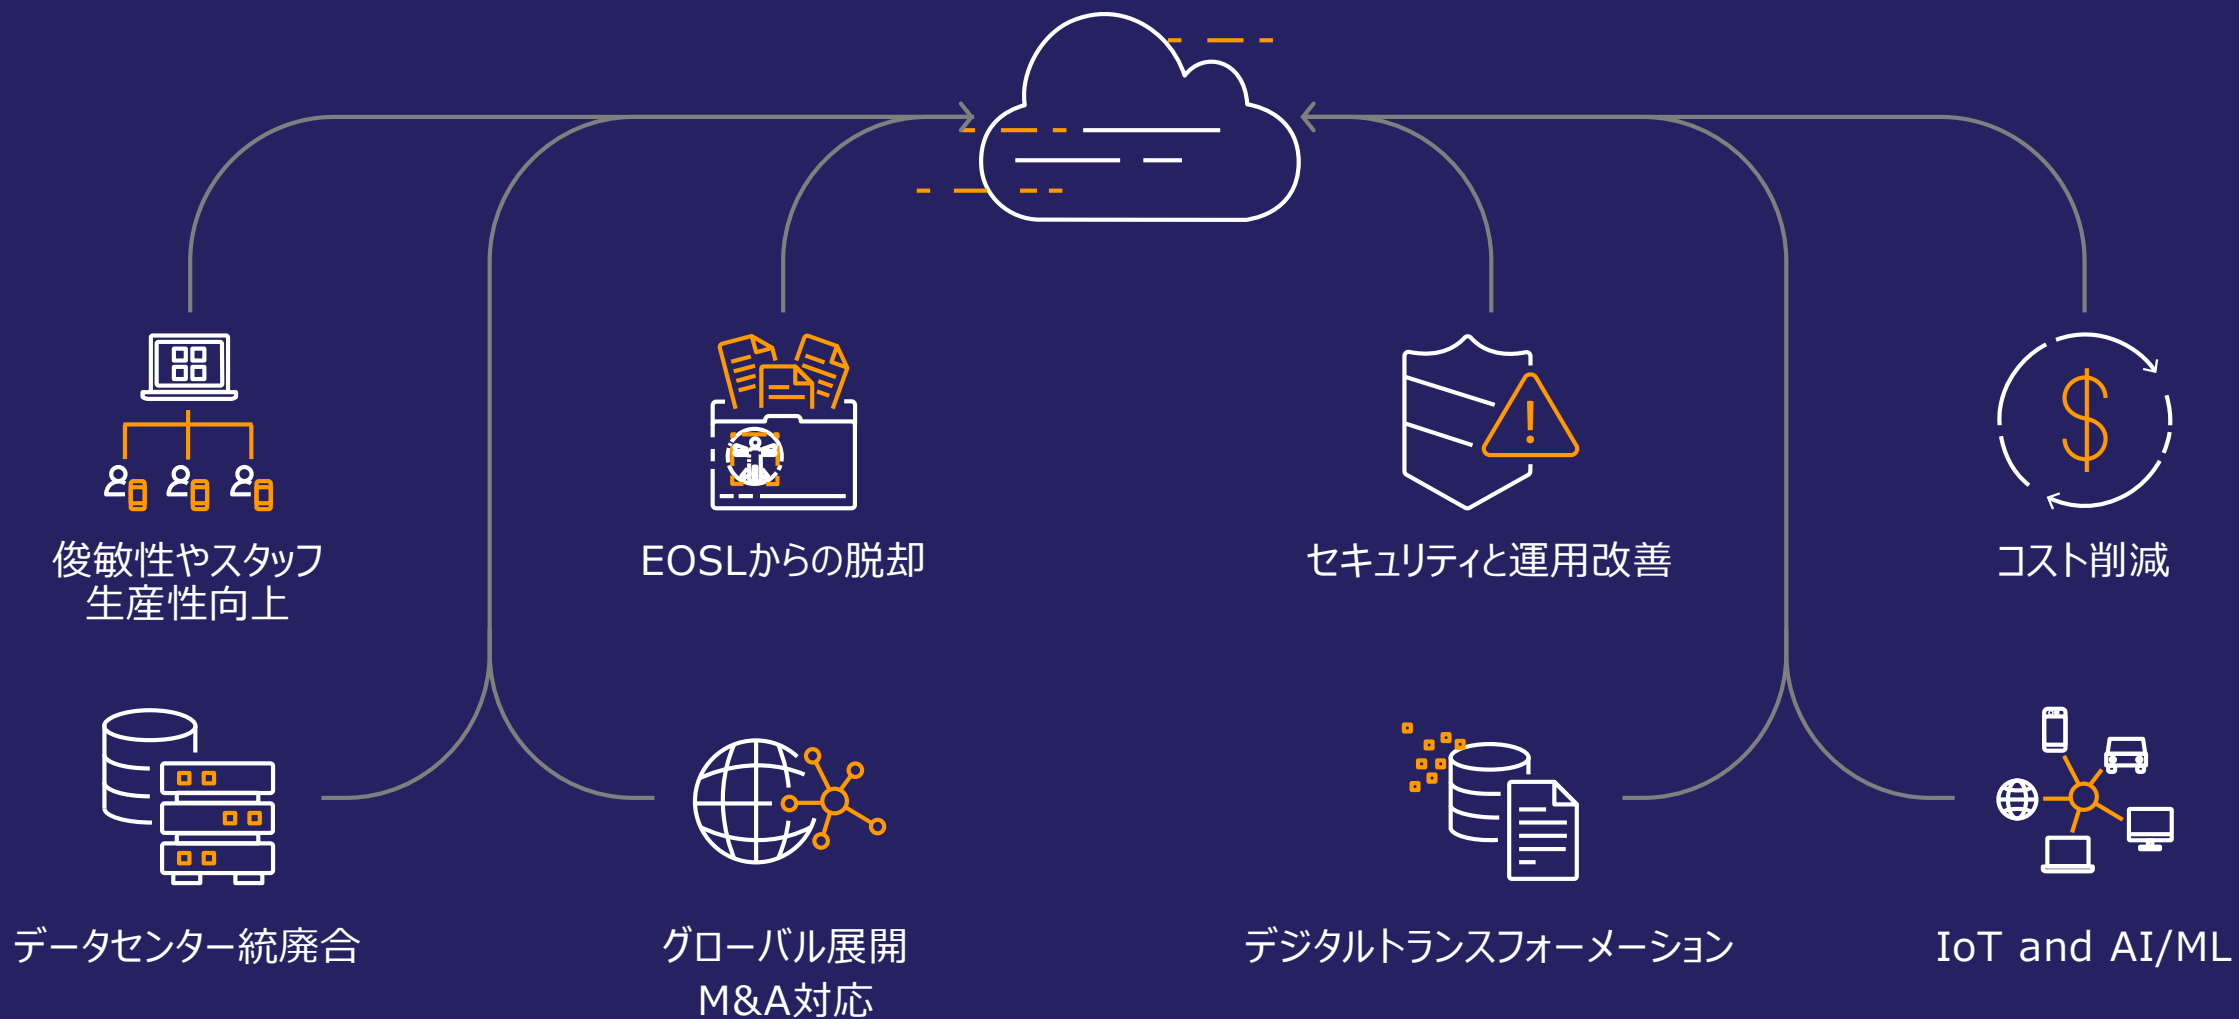 俊敏性やスタッフ
生産性向上
EOSLからの脱却
セキュリティと運用改善
コスト削減
データセンター統廃合
グローバル展開
M&A対応
デジタルトランスフォーメーション
IoT and AI/ML